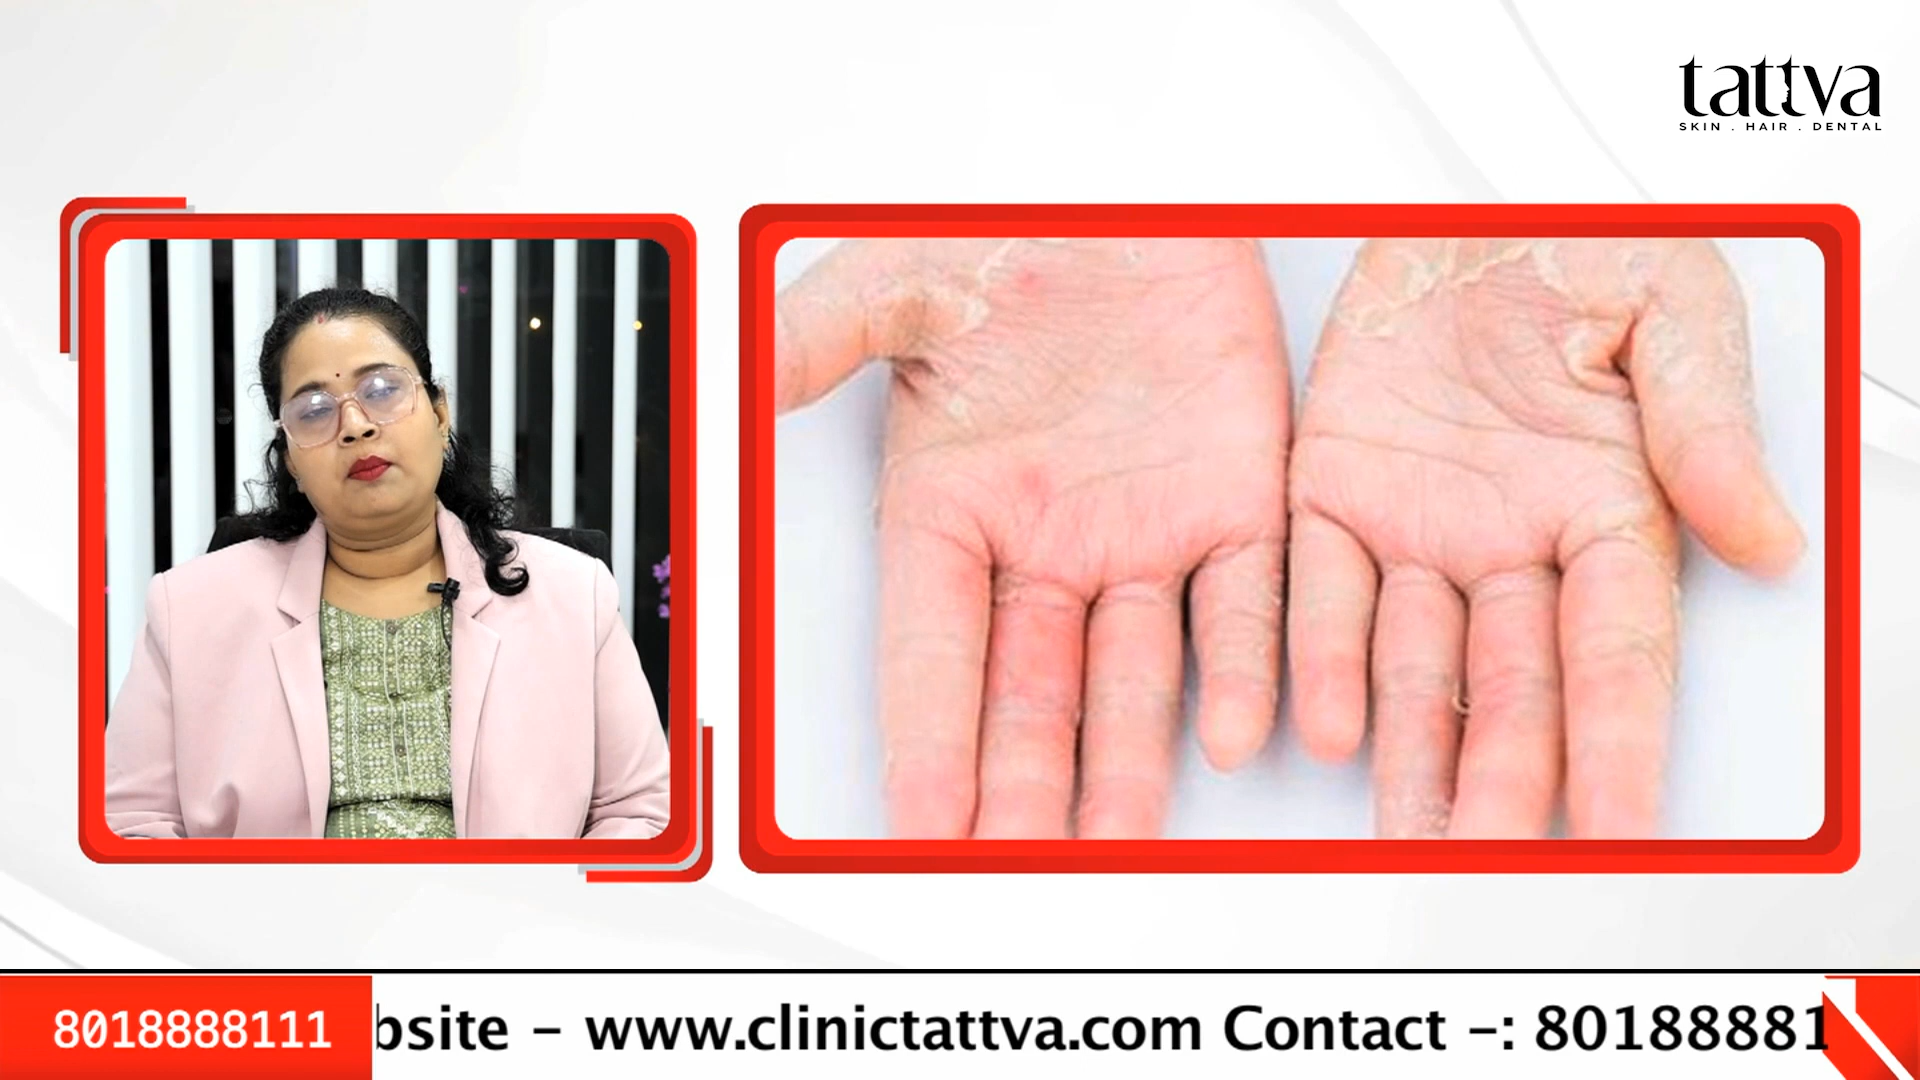 tattva
SKIN . HAIR . DENTAL
8018888111
bsite - www.clinictattva.com Contact -: 80188881